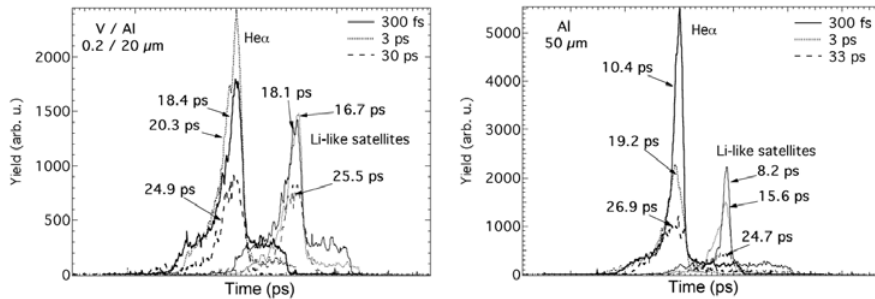 V / Al
0.2 / 20 µm
Heα
300 fs
3 ps
30 ps
2000
1500
1000
500
0
18.4 ps
20.3 ps
24.9 ps
18.1 ps
16.7 ps
Li-like satellites
25.5 ps
Yield (arb. u.)
Time (ps)
Al
50 µm
Heα
300 fs
3 ps
33 ps
5000
4000
3000
2000
1000
0
10.4 ps
19.2 ps
26.9 ps
Li-like satellites
8.2 ps
15.6 ps
24.7 ps
Yield (arb. u.)
Time (ps)